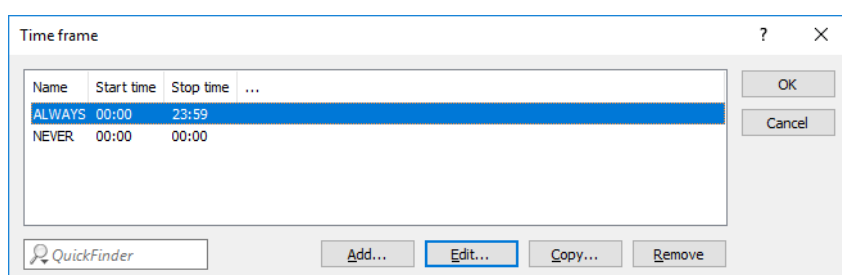 Time frame ?
Name Start time Stop time ...
OK
ALWAYS 00:00 23:59
Cancel
NEVER 00:00 00:00
QuickFinder Add... Edit... Copy... Remove